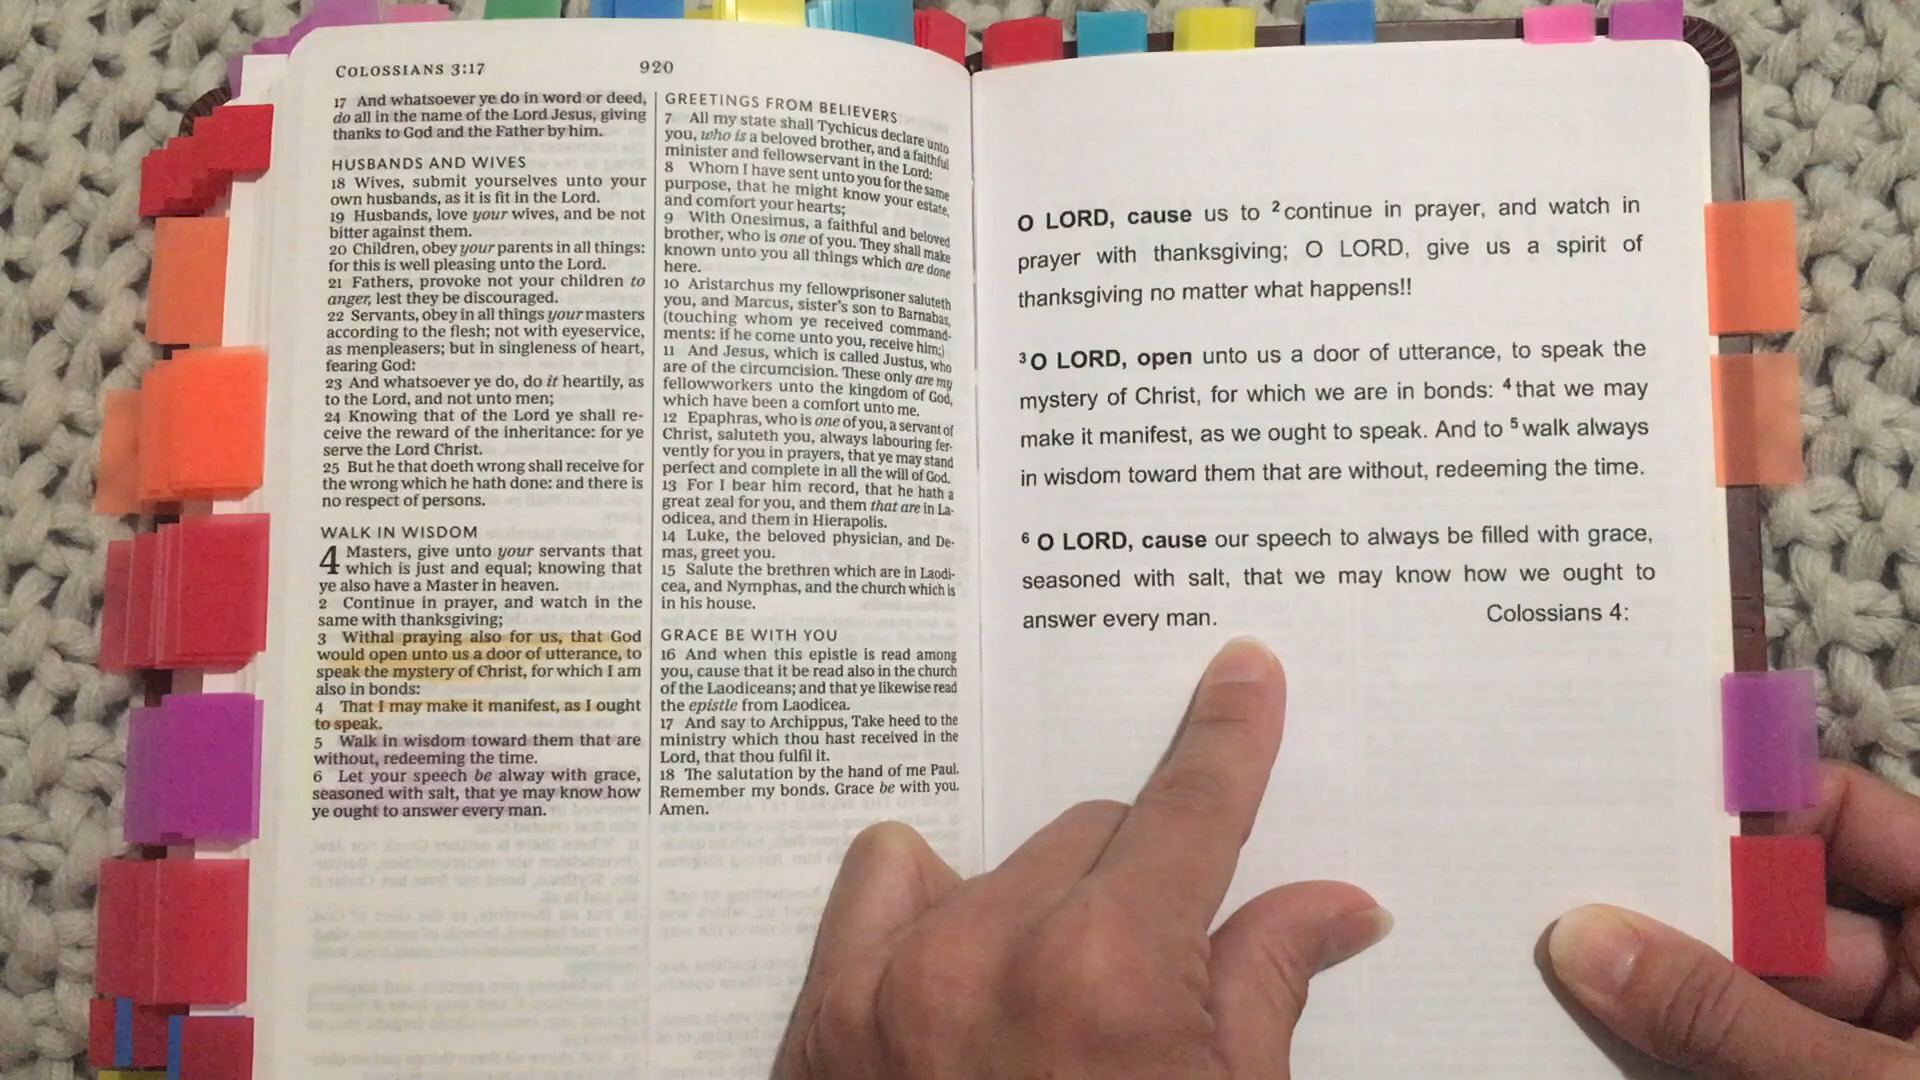 COLOSSIANS 3:17
920
17 And whatsoever ye do in word or deed,
do all in the name of the Lord Jesus, giving
thanks to God and the Father by him.
HUSBANDS AND WIVES
18 Wives, submit yourselves unto your
own husbands, as it is fit in the Lord.
19 Husbands, love your wives, and be not
bitter against them.
20 Children, obey your parents in all things:
for this is well pleasing unto the Lord.
21 Fathers, provoke not your children to
anger, lest they be discouraged.
22 Servants, obey in all things your masters
according to the flesh; not with eyeservice,
as menpleasers; but in singleness of heart,
fearing God:
23 And whatsoever ye do, do it heartily, as
to the Lord, and not unto men;
24 Knowing that of the Lord ye shall re-
ceive the reward of the inheritance: for ye
serve the Lord Christ.
25 But he that doeth wrong shall receive for
the wrong which he hath done: and there is
no respect of persons.
WALK IN WISDOM
4 Masters, give unto your servants that
which is just and equal; knowing that
ye also have a Master in heaven.
2 Continue in prayer, and watch in the
same with thanksgiving;
3 Withal praying also for us, that God
would open unto us a door of utterance, to
speak the mystery of Christ, for which I am
also in bonds:
4 That I may make it manifest, as I ought
to speak.
5 Walk in wisdom toward them that are
without, redeeming the time.
6 Let your speech be alway with grace,
seasoned with salt, that ye may know how
ye ought to answer every man.
GREETINGS FROM BELIEVERS
7 All my state shall Tychicus declare unto
you, who is a beloved brother, and a faithful
minister and fellowservant in the Lord:
8 Whom I have sent unto you for the same
purpose, that he might know your estate,
and comfort your hearts;
9 With Onesimus, a faithful and beloved
brother, who is one of you. They shall make
known unto you all things which are done
here.
10 Aristarchus my fellowprisoner saluteth
you, and Marcus, sister's son to Barnabas,
(touching whom ye received command-
ments: if he come unto you, receive him;)
11 And Jesus, which is called Justus, who
are of the circumcision. These only are my
fellowworkers unto the kingdom of God,
which have been a comfort unto me.
12 Epaphras, who is one of you, a servant of
Christ, saluteth you, always labouring fer-
vently for you in prayers, that ye may stand
perfect and complete in all the will of God.
13 For I bear him record, that he hath a
great zeal for you, and them that are in La-
odicea, and them in Hierapolis.
14 Luke, the beloved physician, and De-
mas, greet you.
15 Salute the brethren which are in Laodi-
cea, and Nymphas, and the church which is
in his house.
GRACE BE WITH YOU
16 And when this epistle is read among
you, cause that it be read also in the church
of the Laodiceans; and that ye likewise read
the epistle from Laodicea.
17 And say to Archippus, Take heed to the
ministry which thou hast received in the
Lord, that thou fulfil it.
18 The salutation by the hand of me Paul.
Remember my bonds. Grace be with you.
Amen.
O LORD, cause us to 2 continue in prayer, and watch in
prayer with thanksgiving; O LORD, give us a spirit of
thanksgiving no matter what happens!!
3 O LORD, open unto us a door of utterance, to speak the
mystery of Christ, for which we are in bonds: 4 that we may
make it manifest, as we ought to speak. And to 5 walk always
in wisdom toward them that are without, redeeming the time.
6 O LORD, cause our speech to always be filled with grace,
seasoned with salt, that we may know how we ought to
answer every man. Colossians 4: